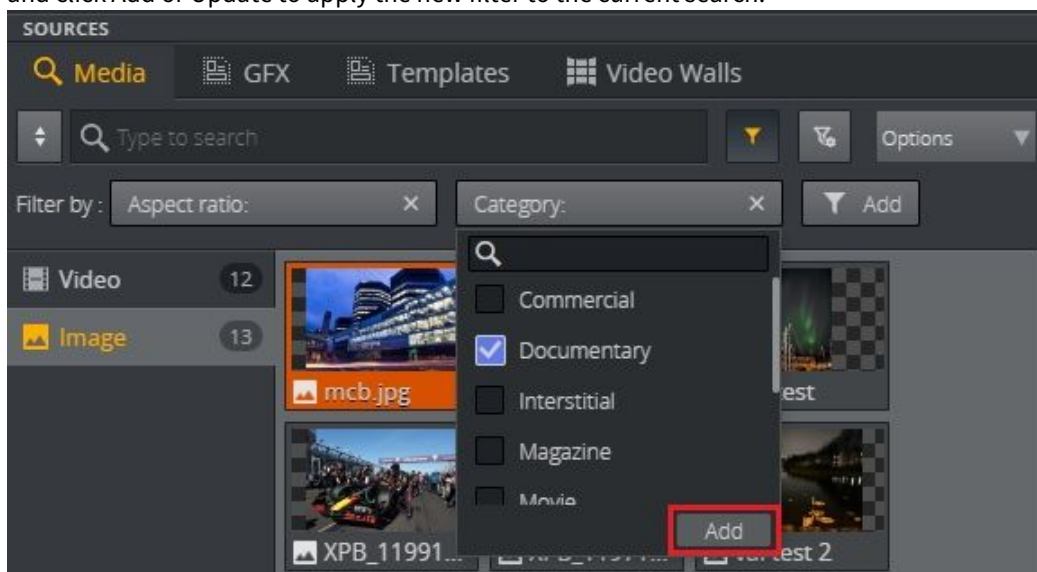 and click Add or Update to apply the new filter to the current search.
SOURCES
Media GFX Templates Video Walls
Type to search Options
Filter by : Aspect ratio: Category: Add
Video 12
Commercial
Image 13
Documentary
mcb.jpg
Interstitial
Magazine
Movie
Add
XPB_11991...
test 2